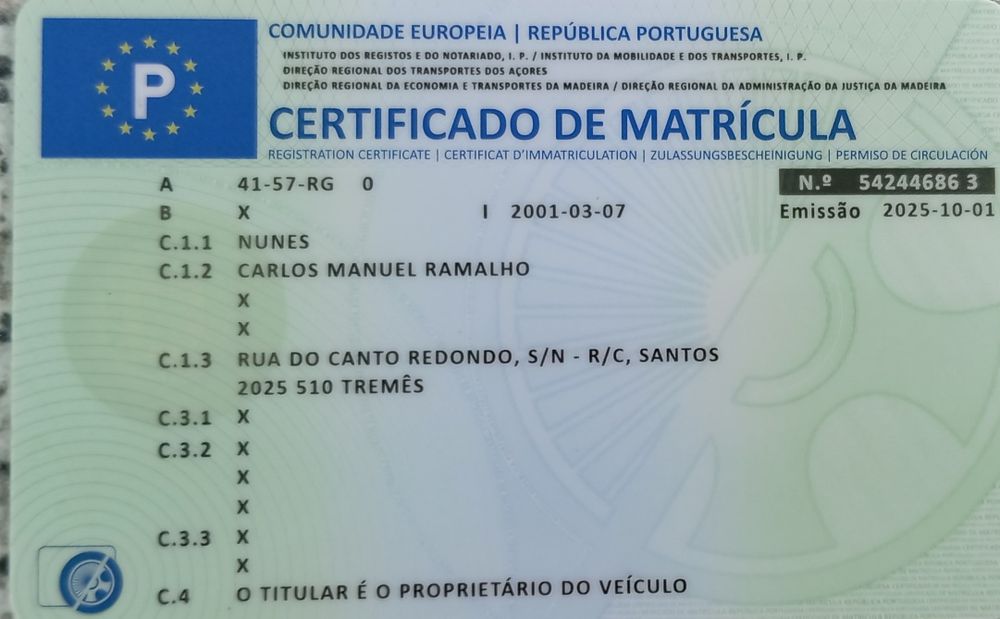 P
COMUNIDADE EUROPEIA | REPÚBLICA PORTUGUESA
INSTITUTO DOS REGISTOS E DO NOTARIADO, I. P. / INSTITUTO DA MOBILIDADE E DOS TRANSPORTES, I. P.
DIREÇÃO REGIONAL DOS TRANSPORTES DOS AÇORES
DIREÇÃO REGIONAL DA ECONOMIA E TRANSPORTES DA MADEIRA / DIREÇÃO REGIONAL DA ADMINISTRAÇÃO DA JUSTIÇA DA MADEIRA
CERTIFICADO DE MATRÍCULA
REGISTRATION CERTIFICATE | CERTIFICAT D'IMMATRICULATION | ZULASSUNGSBESCHEINIGUNG | PERMISO DE CIRCULACIÓN
A 41-57-RG 0 N.º 54244686 3
B X I 2001-03-07 Emissão 2025-10-01
C.1.1 NUNES
C.1.2 CARLOS MANUEL RAMALHO
X
X
C.1.3 RUA DO CANTO REDONDO, S/N - R/C, SANTOS
2025 510 TREMÊS
C.3.1 X
C.3.2 X
X
X
C.3.3 X
X
C.4 O TITULAR É O PROPRIETÁRIO DO VEÍCULO